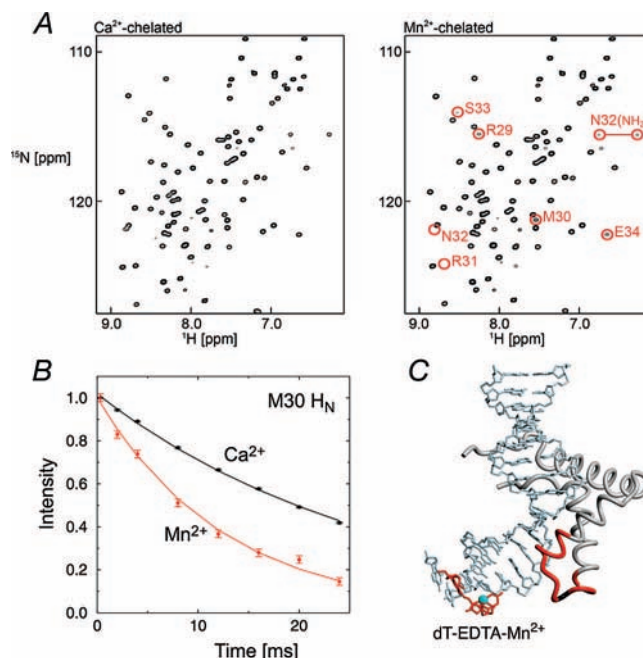 A
Ca²⁺-chelated
Mn²⁺-chelated
110
120
¹⁵N [ppm]
9.0 8.0 7.0
¹H [ppm]
110
120
S33
R29
N32(NH₂
M30
N32
E34
R31
9.0 8.0 7.0
¹H [ppm]
B
M30 H_N
1.0
0.8
0.6
0.4
0.2
0.0
Intensity
Ca²⁺
Mn²⁺
0 10 20
Time [ms]
C
dT-EDTA-Mn²⁺